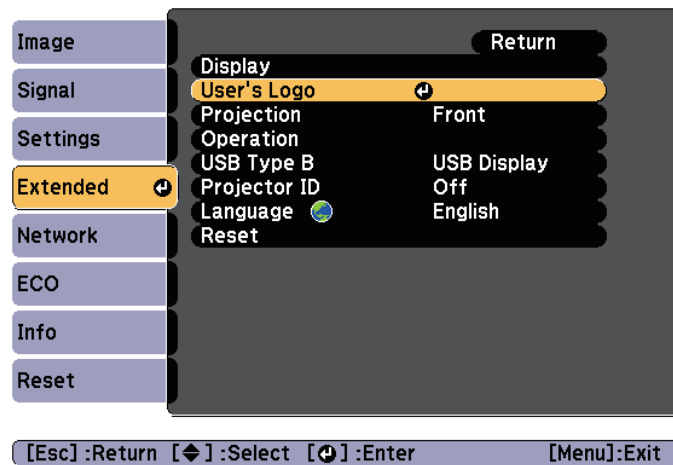 Image
Signal
Settings
Extended
Network
ECO
Info
Reset
Return
Display
User's Logo
Projection Front
Operation
USB Type B USB Display
Projector ID Off
Language English
Reset
[Esc] :Return [◆] :Select [↵] :Enter [Menu]:Exit